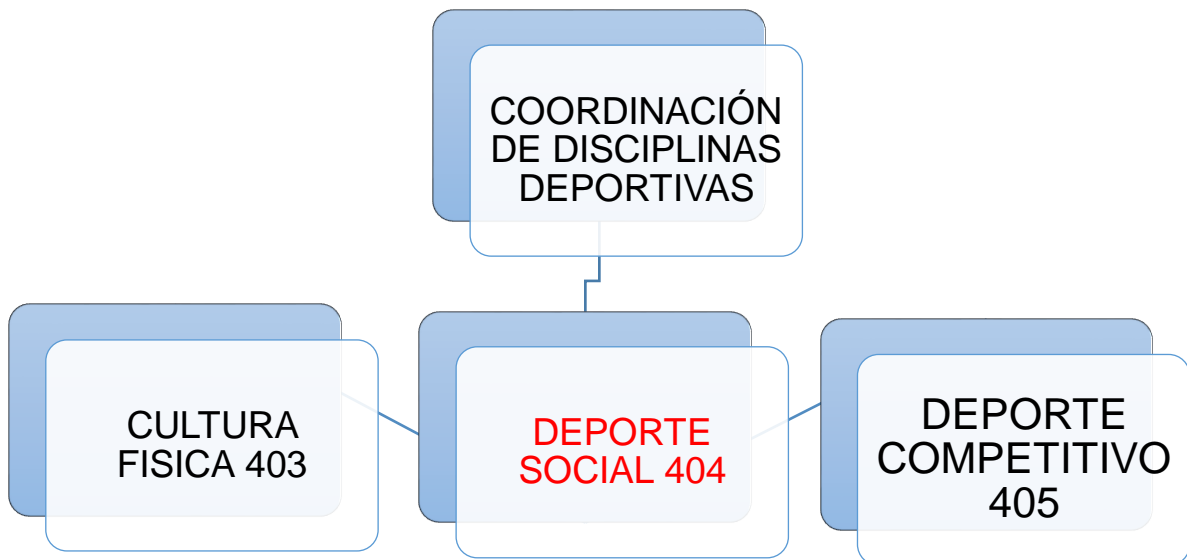 COORDINACIÓN
DE DISCIPLINAS
DEPORTIVAS
CULTURA
FISICA 403
DEPORTE
SOCIAL 404
DEPORTE
COMPETITIVO
405